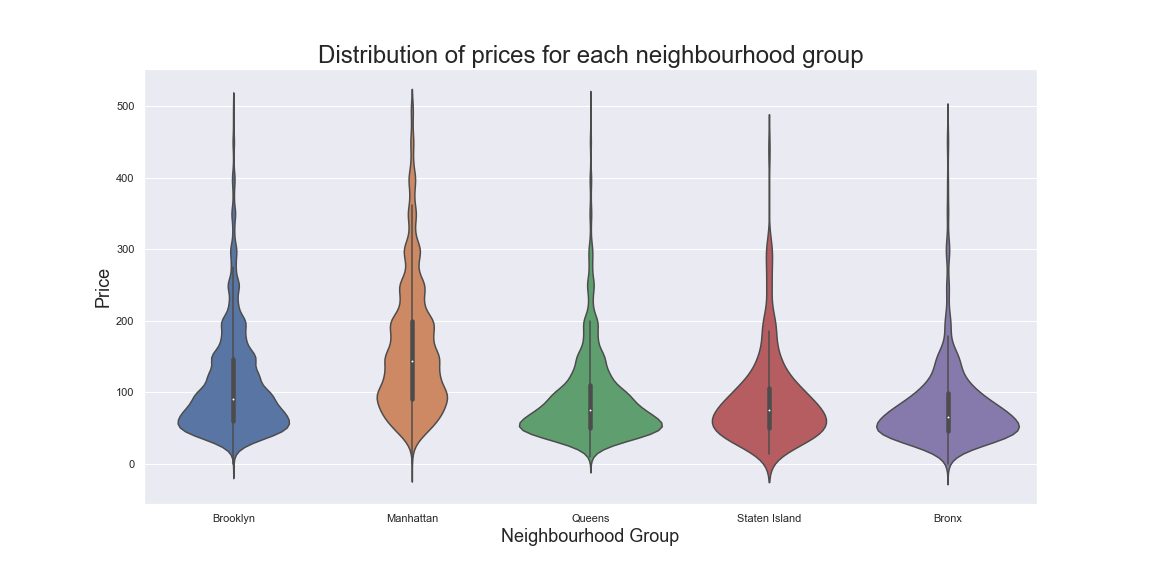 Distribution of prices for each neighbourhood group
Price
500
400
300
200
100
0
Brooklyn Manhattan Queens Staten Island Bronx
Neighbourhood Group